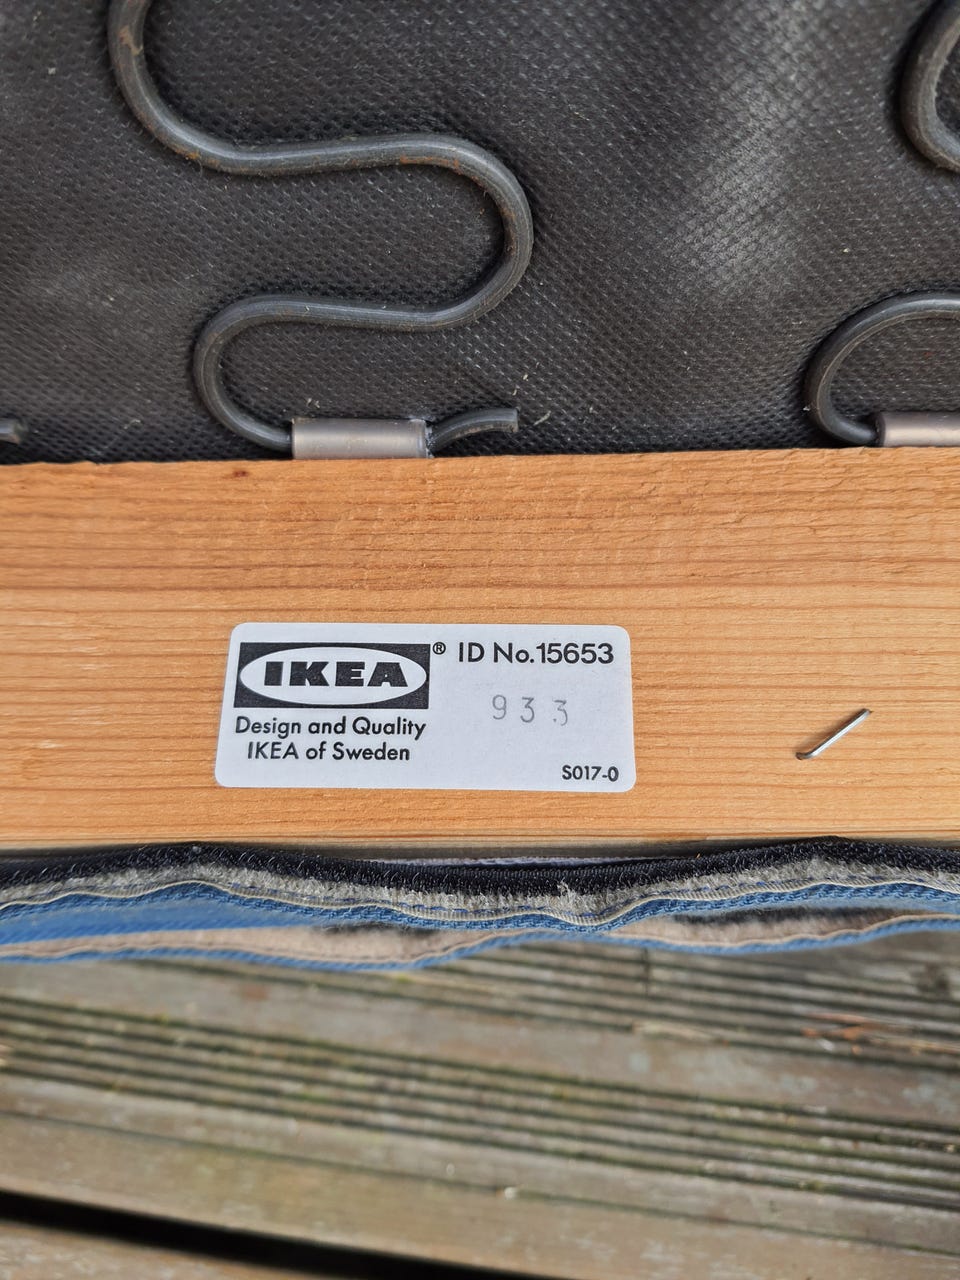 IKEA® ID No.15653
933
Design and Quality
IKEA of Sweden
S017-0